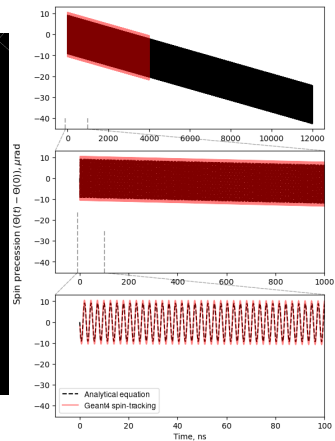 10
0
−10
−20
−30
−40
0 2000 4000 6000 8000 10000 12000
Spin precession (Θ(t) − Θ(0)), μrad
10
0
−10
−20
−30
−40
0 200 400 600 800 1000
10
0
−10
−20
−30
−40
Analytical equation
Geant4 spin-tracking
0 20 40 60 80 100
Time, ns